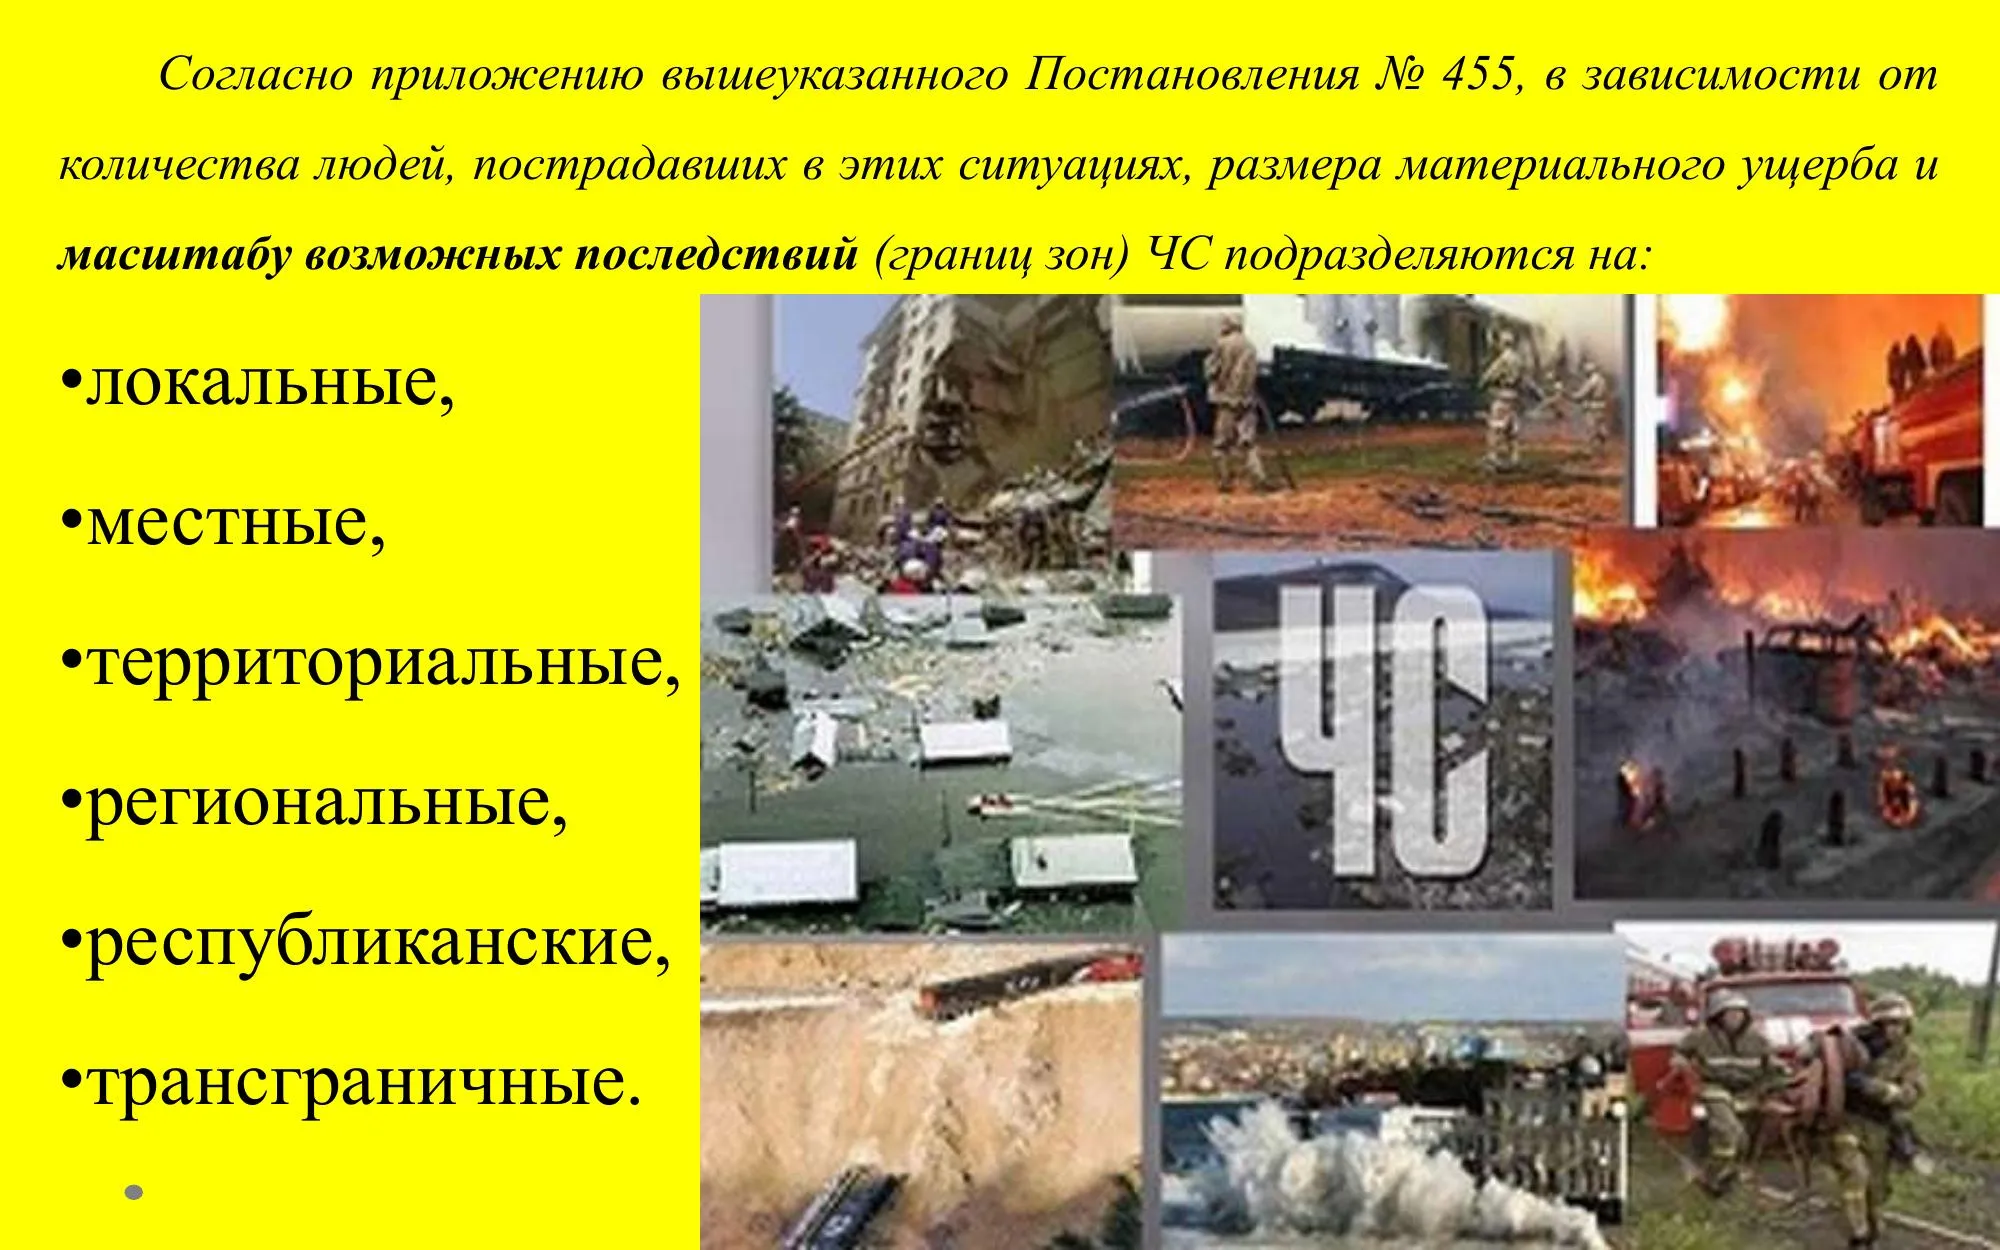 Согласно приложению вышеуказанного Постановления № 455, в зависимости от
количества людей, пострадавших в этих ситуациях, размера материального ущерба и
масштабу возможных последствий (границ зон) ЧС подразделяются на:
•локальные,
•местные,
•территориальные,
•региональные,
•республиканские,
•трансграничные.
ЧС